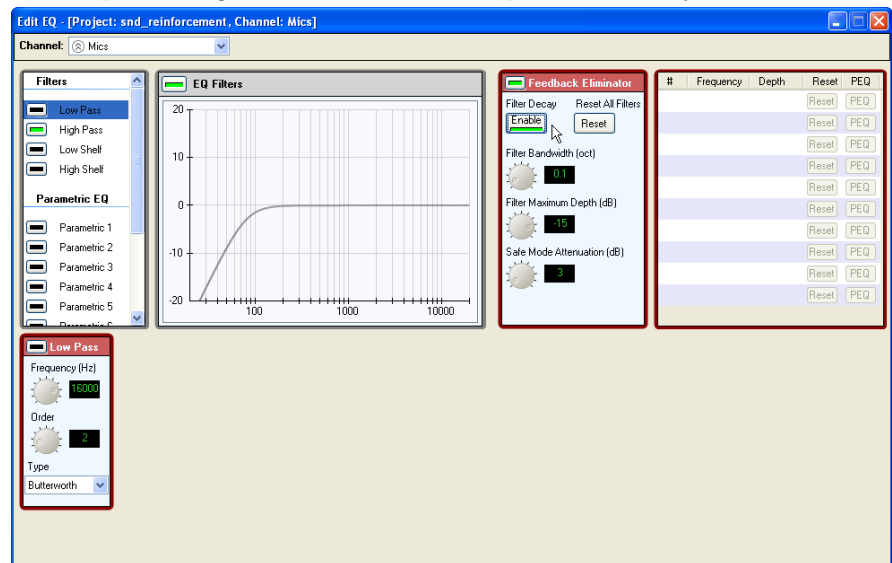 Edit EQ - [Project: snd_reinforcement, Channel: Mics]
Channel: Mics
Filters
Low Pass
High Pass
Low Shelf
High Shelf
Parametric EQ
Parametric 1
Parametric 2
Parametric 3
Parametric 4
Parametric 5
EQ Filters
20
10
0
-10
-20
100 1000 10000
Feedback Eliminator
Filter Decay Reset All Filters
Enable Reset
Filter Bandwidth (oct)
0.1
Filter Maximum Depth (dB)
-15
Safe Mode Attenuation (dB)
3
# Frequency Depth Reset PEQ
Reset PEQ
Reset PEQ
Reset PEQ
Reset PEQ
Reset PEQ
Reset PEQ
Reset PEQ
Reset PEQ
Reset PEQ
Reset PEQ
Low Pass
Frequency (Hz)
16000
Order
2
Type
Butterworth